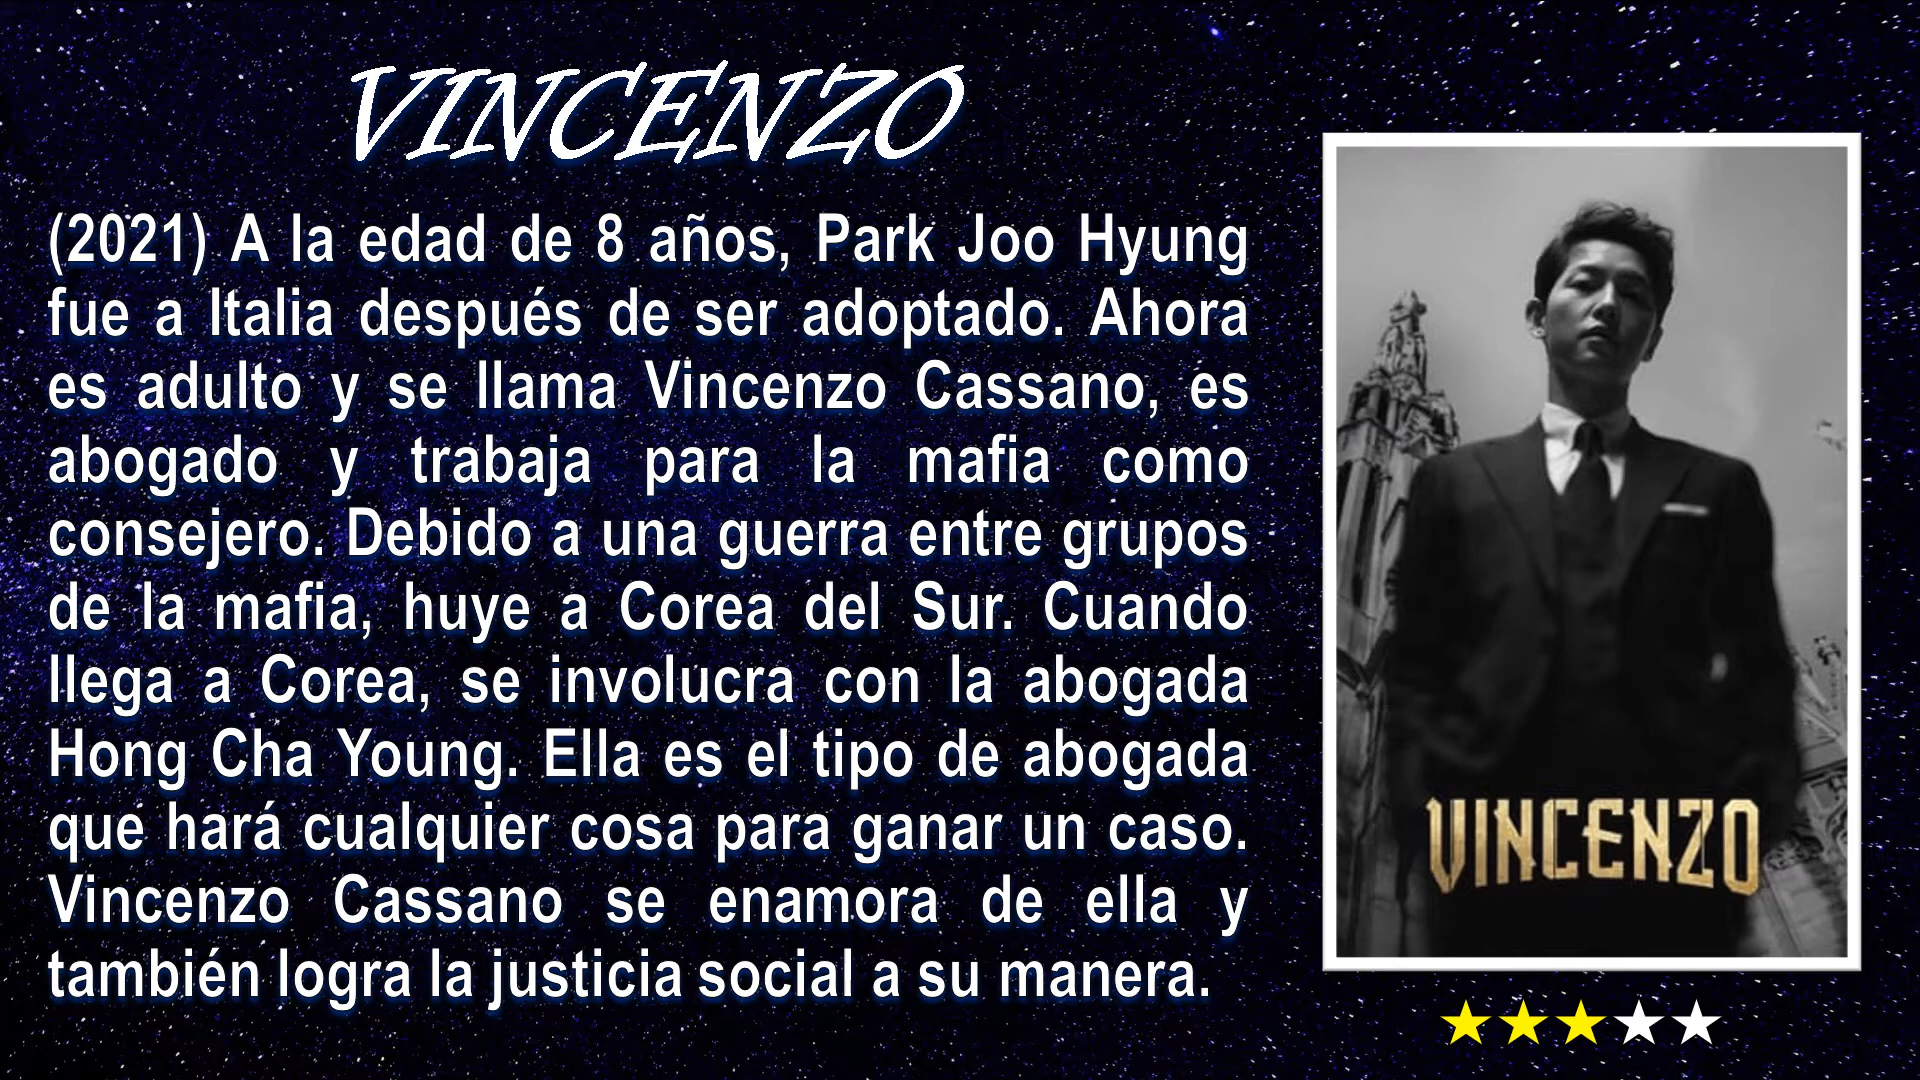 VINCENZO
(2021) A la edad de 8 años, Park Joo Hyung
fue a Italia después de ser adoptado. Ahora
es adulto y se llama Vincenzo Cassano, es
abogado y trabaja para la mafia como
consejero. Debido a una guerra entre grupos
de la mafia, huye a Corea del Sur. Cuando
llega a Corea, se involucra con la abogada
Hong Cha Young. Ella es el tipo de abogada
que hará cualquier cosa para ganar un caso.
Vincenzo Cassano se enamora de ella y
también logra la justicia social a su manera.
VINCENZO